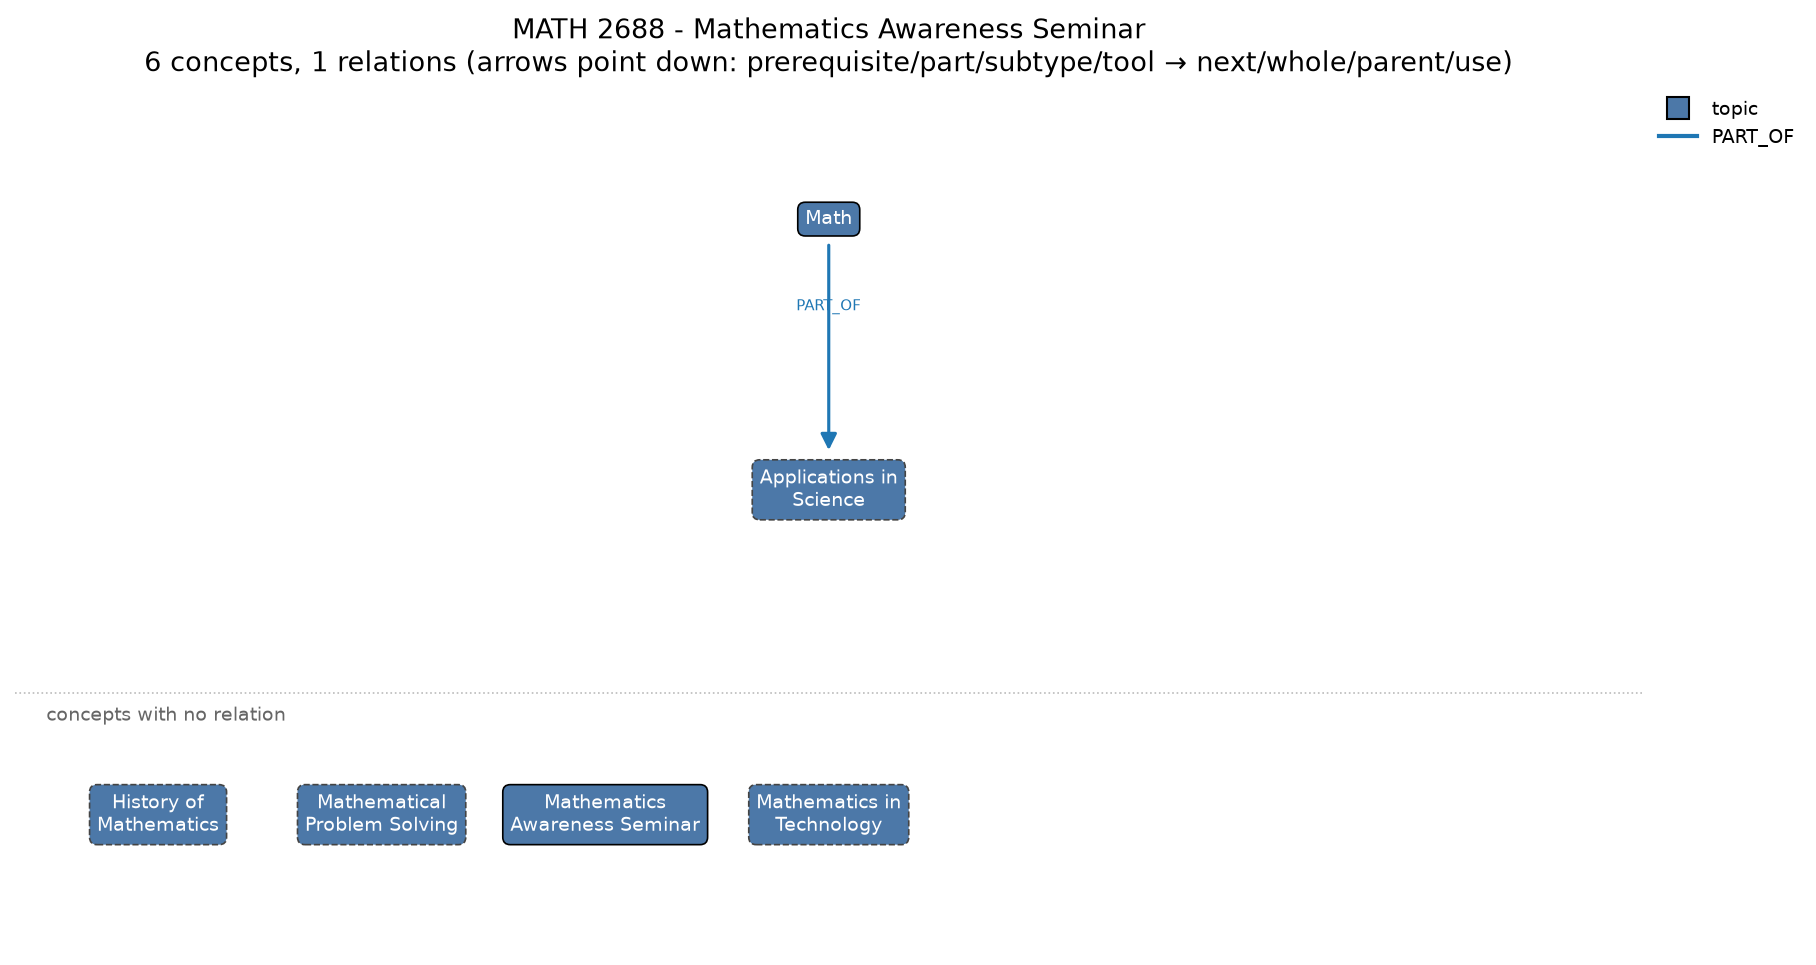 MATH 2688 - Mathematics Awareness Seminar
6 concepts, 1 relations (arrows point down: prerequisite/part/subtype/tool → next/whole/parent/use)
topic
PART_OF
Math
PART_OF
Applications in
Science
concepts with no relation
History of
Mathematics
Mathematical
Problem Solving
Mathematics
Awareness Seminar
Mathematics in
Technology